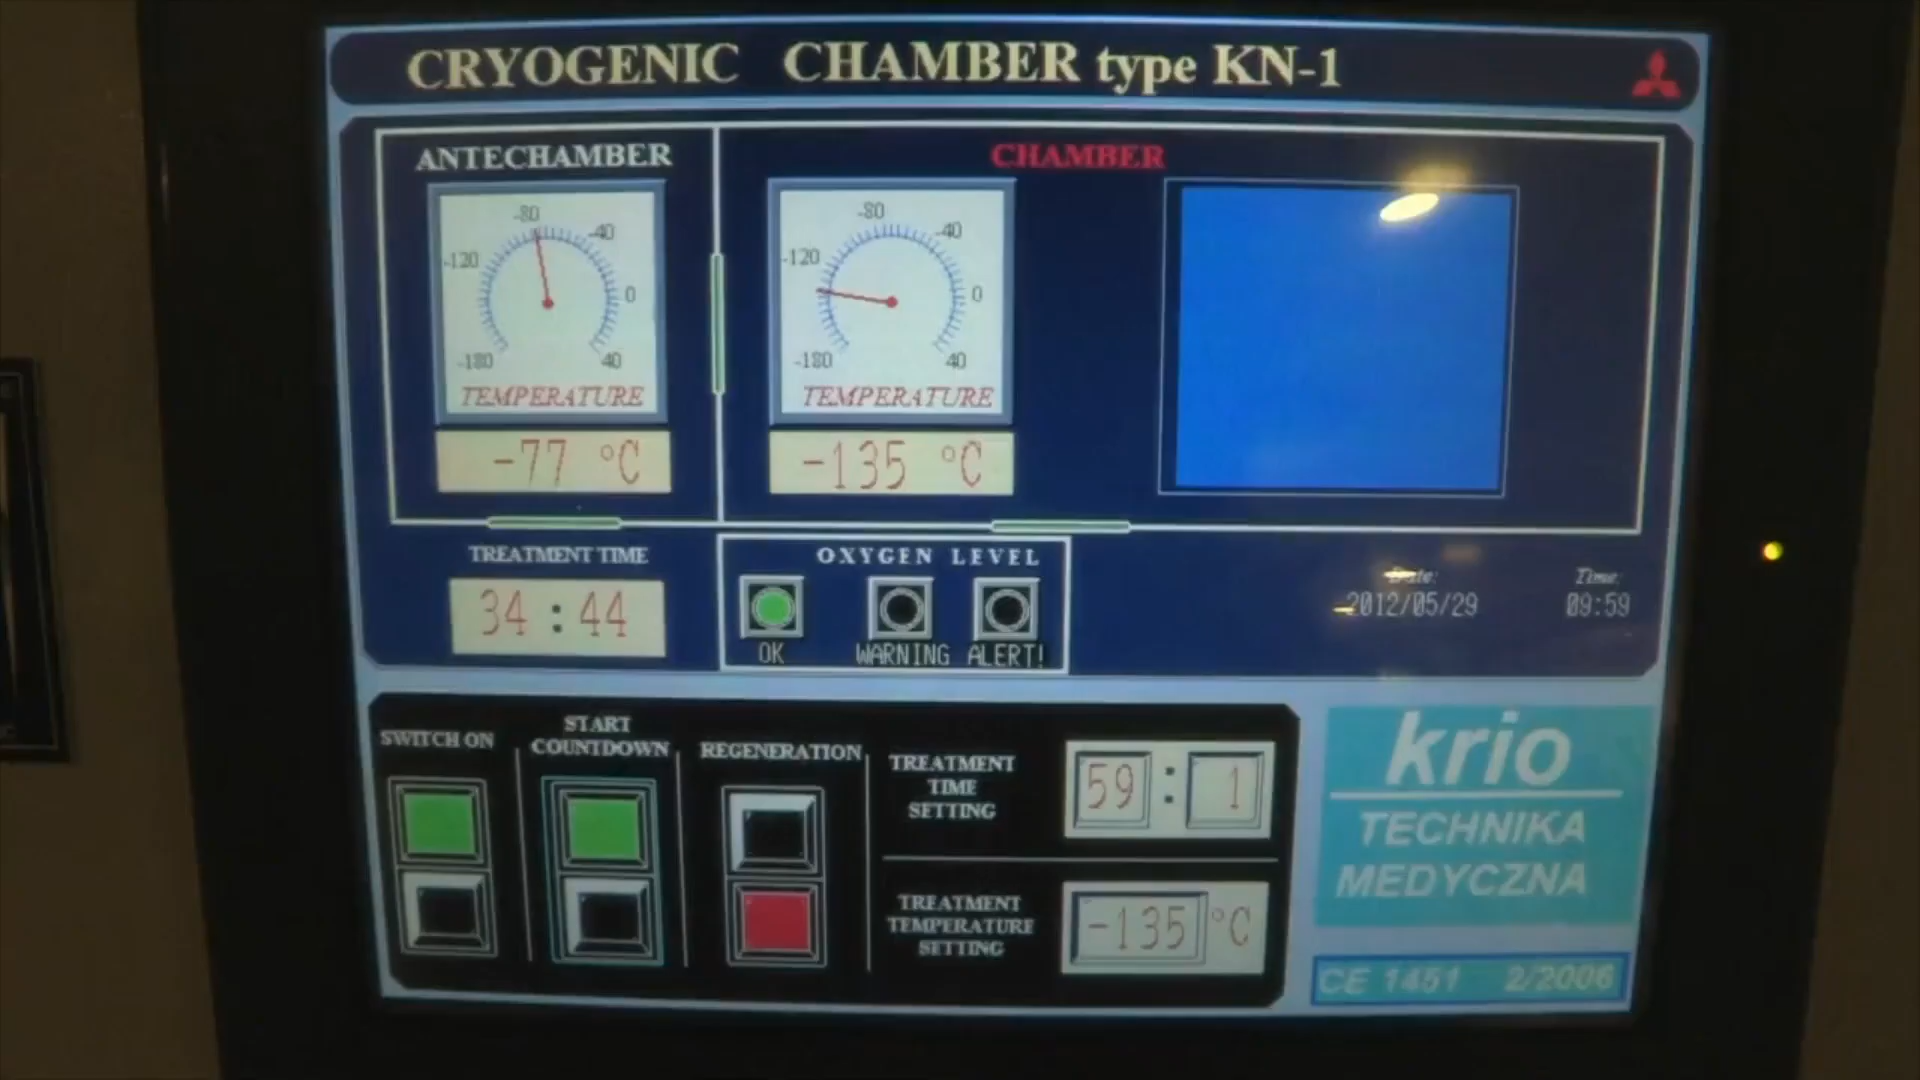 CRYOGENIC CHAMBER type KN-1
ANTECHAMBER
CHAMBER
-80
-40
-120
0
-180
40
TEMPERATURE
-77 °C
-80
-40
-120
0
-180
40
TEMPERATURE
-135 °C
TREATMENT TIME
34 : 44
OXYGEN LEVEL
OK
WARNING
ALERT!
Date:
2012/05/29
Time:
09:59
SWITCH ON
START
COUNTDOWN
REGENERATION
TREATMENT
TIME
SETTING
59 : 1
TREATMENT
TEMPERATURE
SETTING
-135 °C
krio
TECHNIKA
MEDYCZNA
CE 1451 2/2006